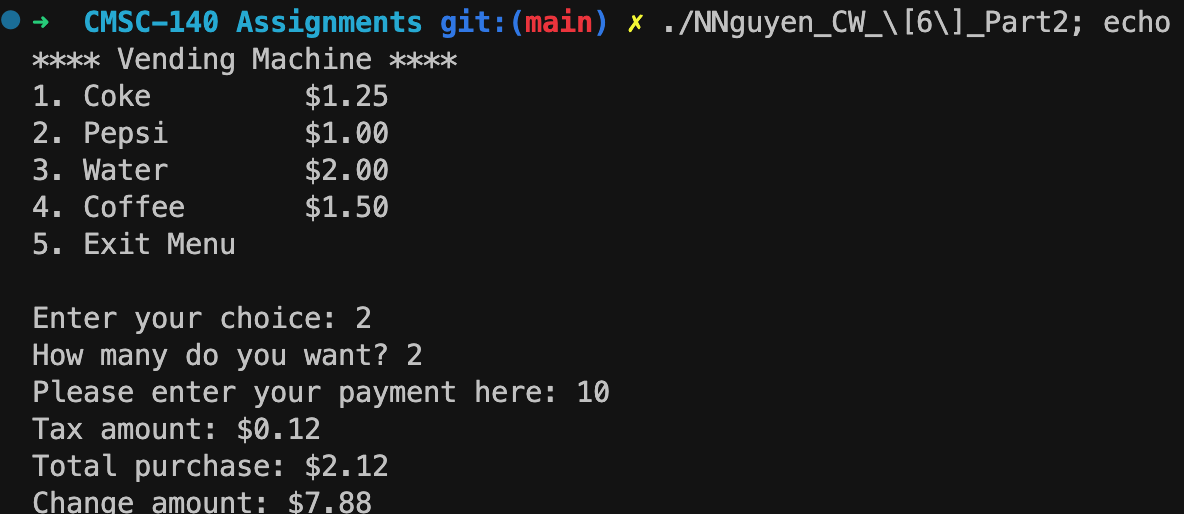 ➜  CMSC-140 Assignments git:(main) ✗ ./NNguyen_CW_\[6\]_Part2; echo
**** Vending Machine ****
1. Coke         $1.25
2. Pepsi        $1.00
3. Water        $2.00
4. Coffee       $1.50
5. Exit Menu

Enter your choice: 2
How many do you want? 2
Please enter your payment here: 10
Tax amount: $0.12
Total purchase: $2.12
Change amount: $7.88